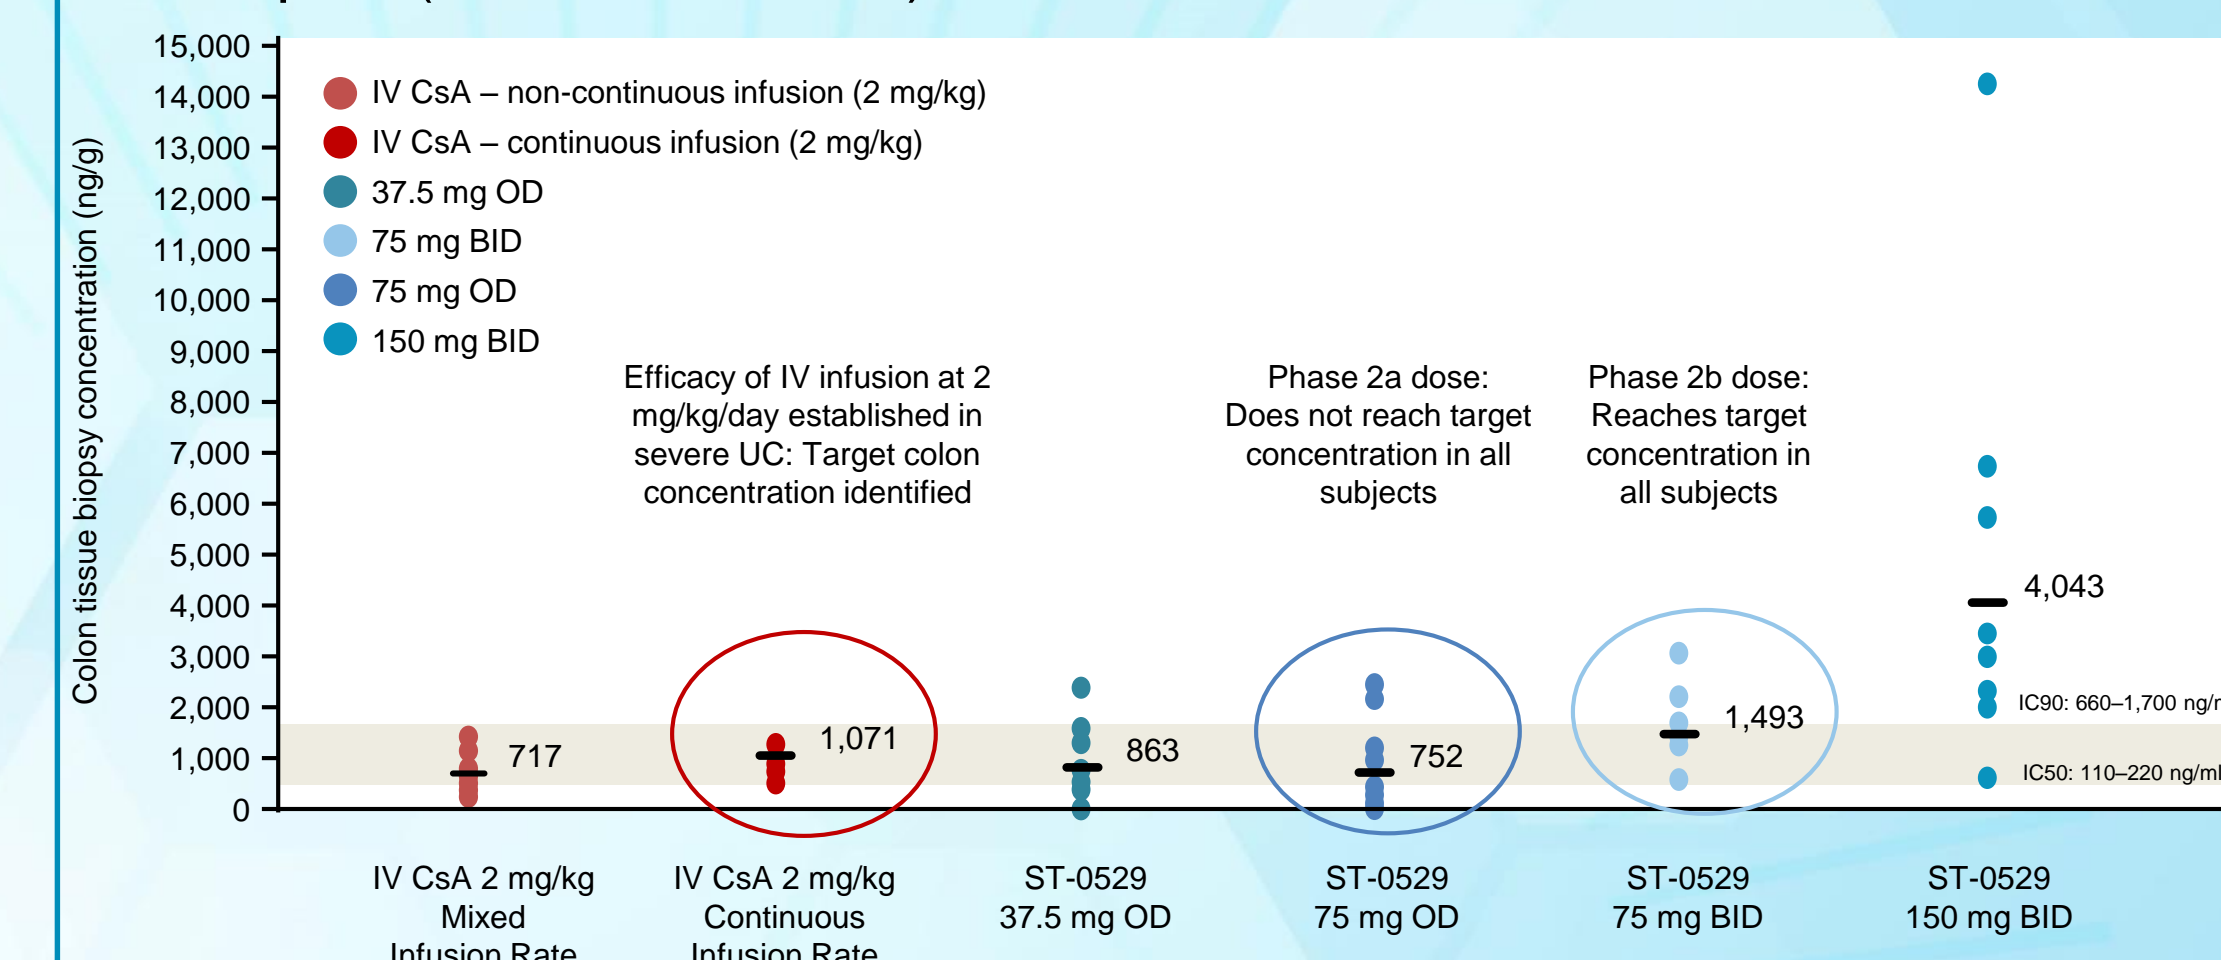 15,000
14,000
13,000
12,000
11,000
10,000
9,000
8,000
7,000
6,000
5,000
4,000
3,000
2,000
1,000
0
Colon tissue biopsy concentration (ng/g)
IV CsA – non-continuous infusion (2 mg/kg)
IV CsA – continuous infusion (2 mg/kg)
37.5 mg OD
75 mg BID
75 mg OD
150 mg BID
Efficacy of IV infusion at 2
mg/kg/day established in
severe UC: Target colon
concentration identified
Phase 2a dose:
Does not reach target
concentration in all
subjects
Phase 2b dose:
Reaches target
concentration in
all subjects
717
1,071
863
752
1,493
4,043
IC90: 660–1,700 ng/m
IC50: 110–220 ng/ml
IV CsA 2 mg/kg
Mixed
Infusion Rate
IV CsA 2 mg/kg
Continuous
Infusion Rate
ST-0529
37.5 mg OD
ST-0529
75 mg OD
ST-0529
75 mg BID
ST-0529
150 mg BID